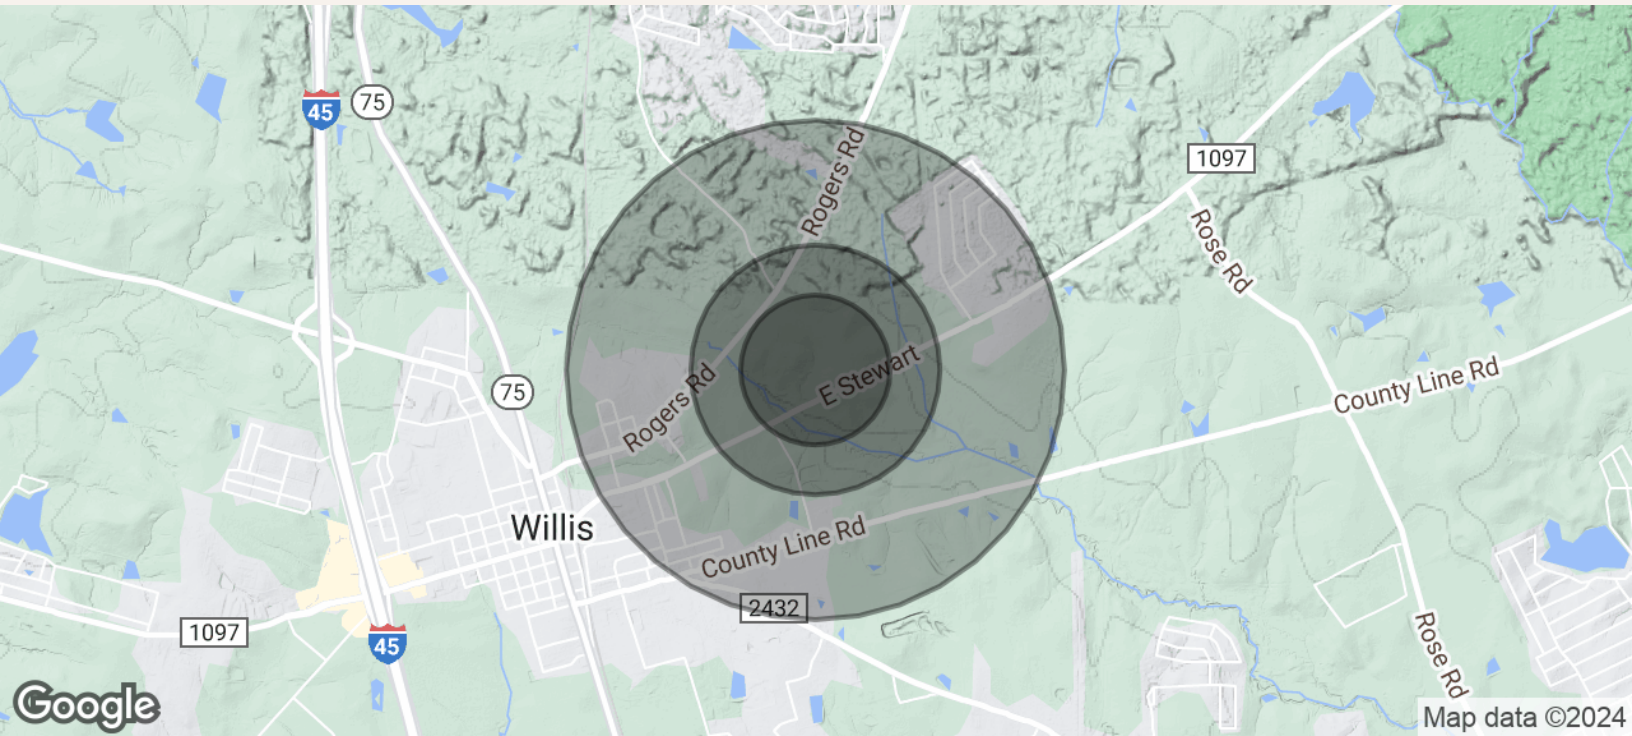 45
75
Rogers Rd
1097
Rose Rd
75
E Stewart
County Line Rd
Rogers Rd
Willis
County Line Rd
2432
1097
45
Rose Rd
Google
Map data ©2024